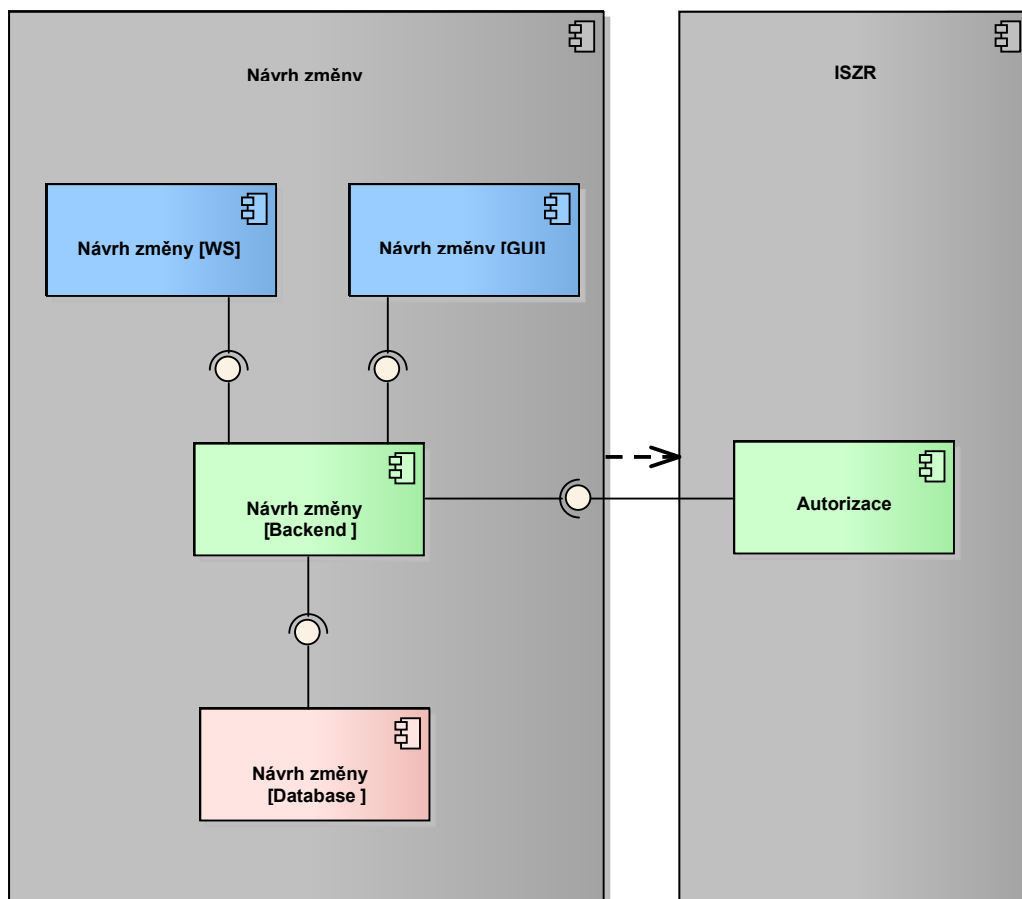 Návrh změny
ISZR
Návrh změny [WS]
Návrh změny [GUI]
Návrh změny
[Backend ]
Autorizace
Návrh změny
[Database ]